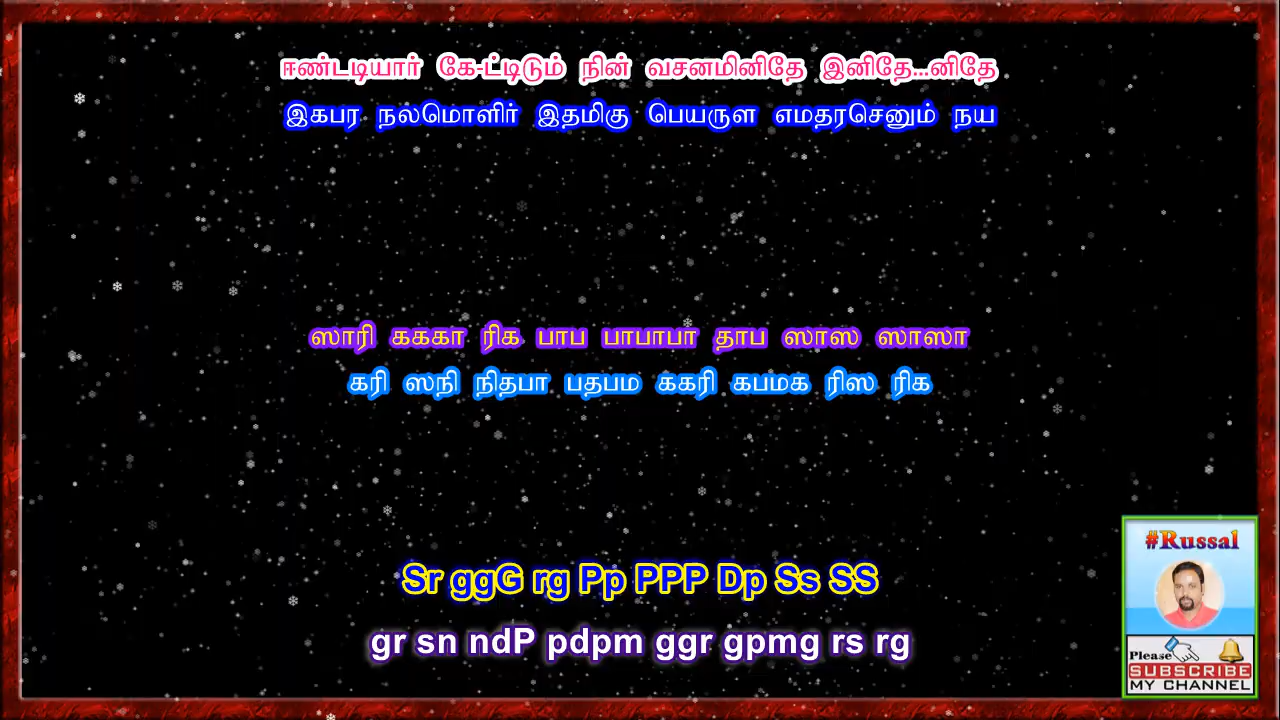 ஈண்டடியார் கே-ட்டிடும் நின் வசனமினிதே இனிதே...னிதே
இகபர நலமொளிர் இதமிகு பெயருள எமதரசெனும் நய
ஸாரி கககா ரிக பாப பாபாபா தாப ஸாஸ ஸாஸா
கரி ஸநி நிதபா பதபம ககரி கபமக ரிஸ ரிக
Sr ggG rg Pp PPP Dp Ss SS
gr sn ndP pdpm ggr gpmg rs rg
#Russal
Please
SUBSCRIBE
MY CHANNEL